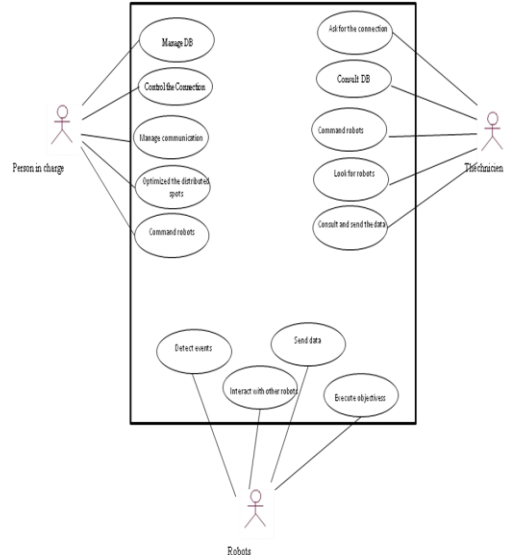 Manage DB
Control the Connection
Manage communication
Optimized the distributed
spots
Command robots
Person in charge
Ask for the connection
Consult DB
Command robots
Look for robots
Consult and send the data
Thechnicien
Detect events
Send data
Interact with other robots
Execute objectivess
Robots